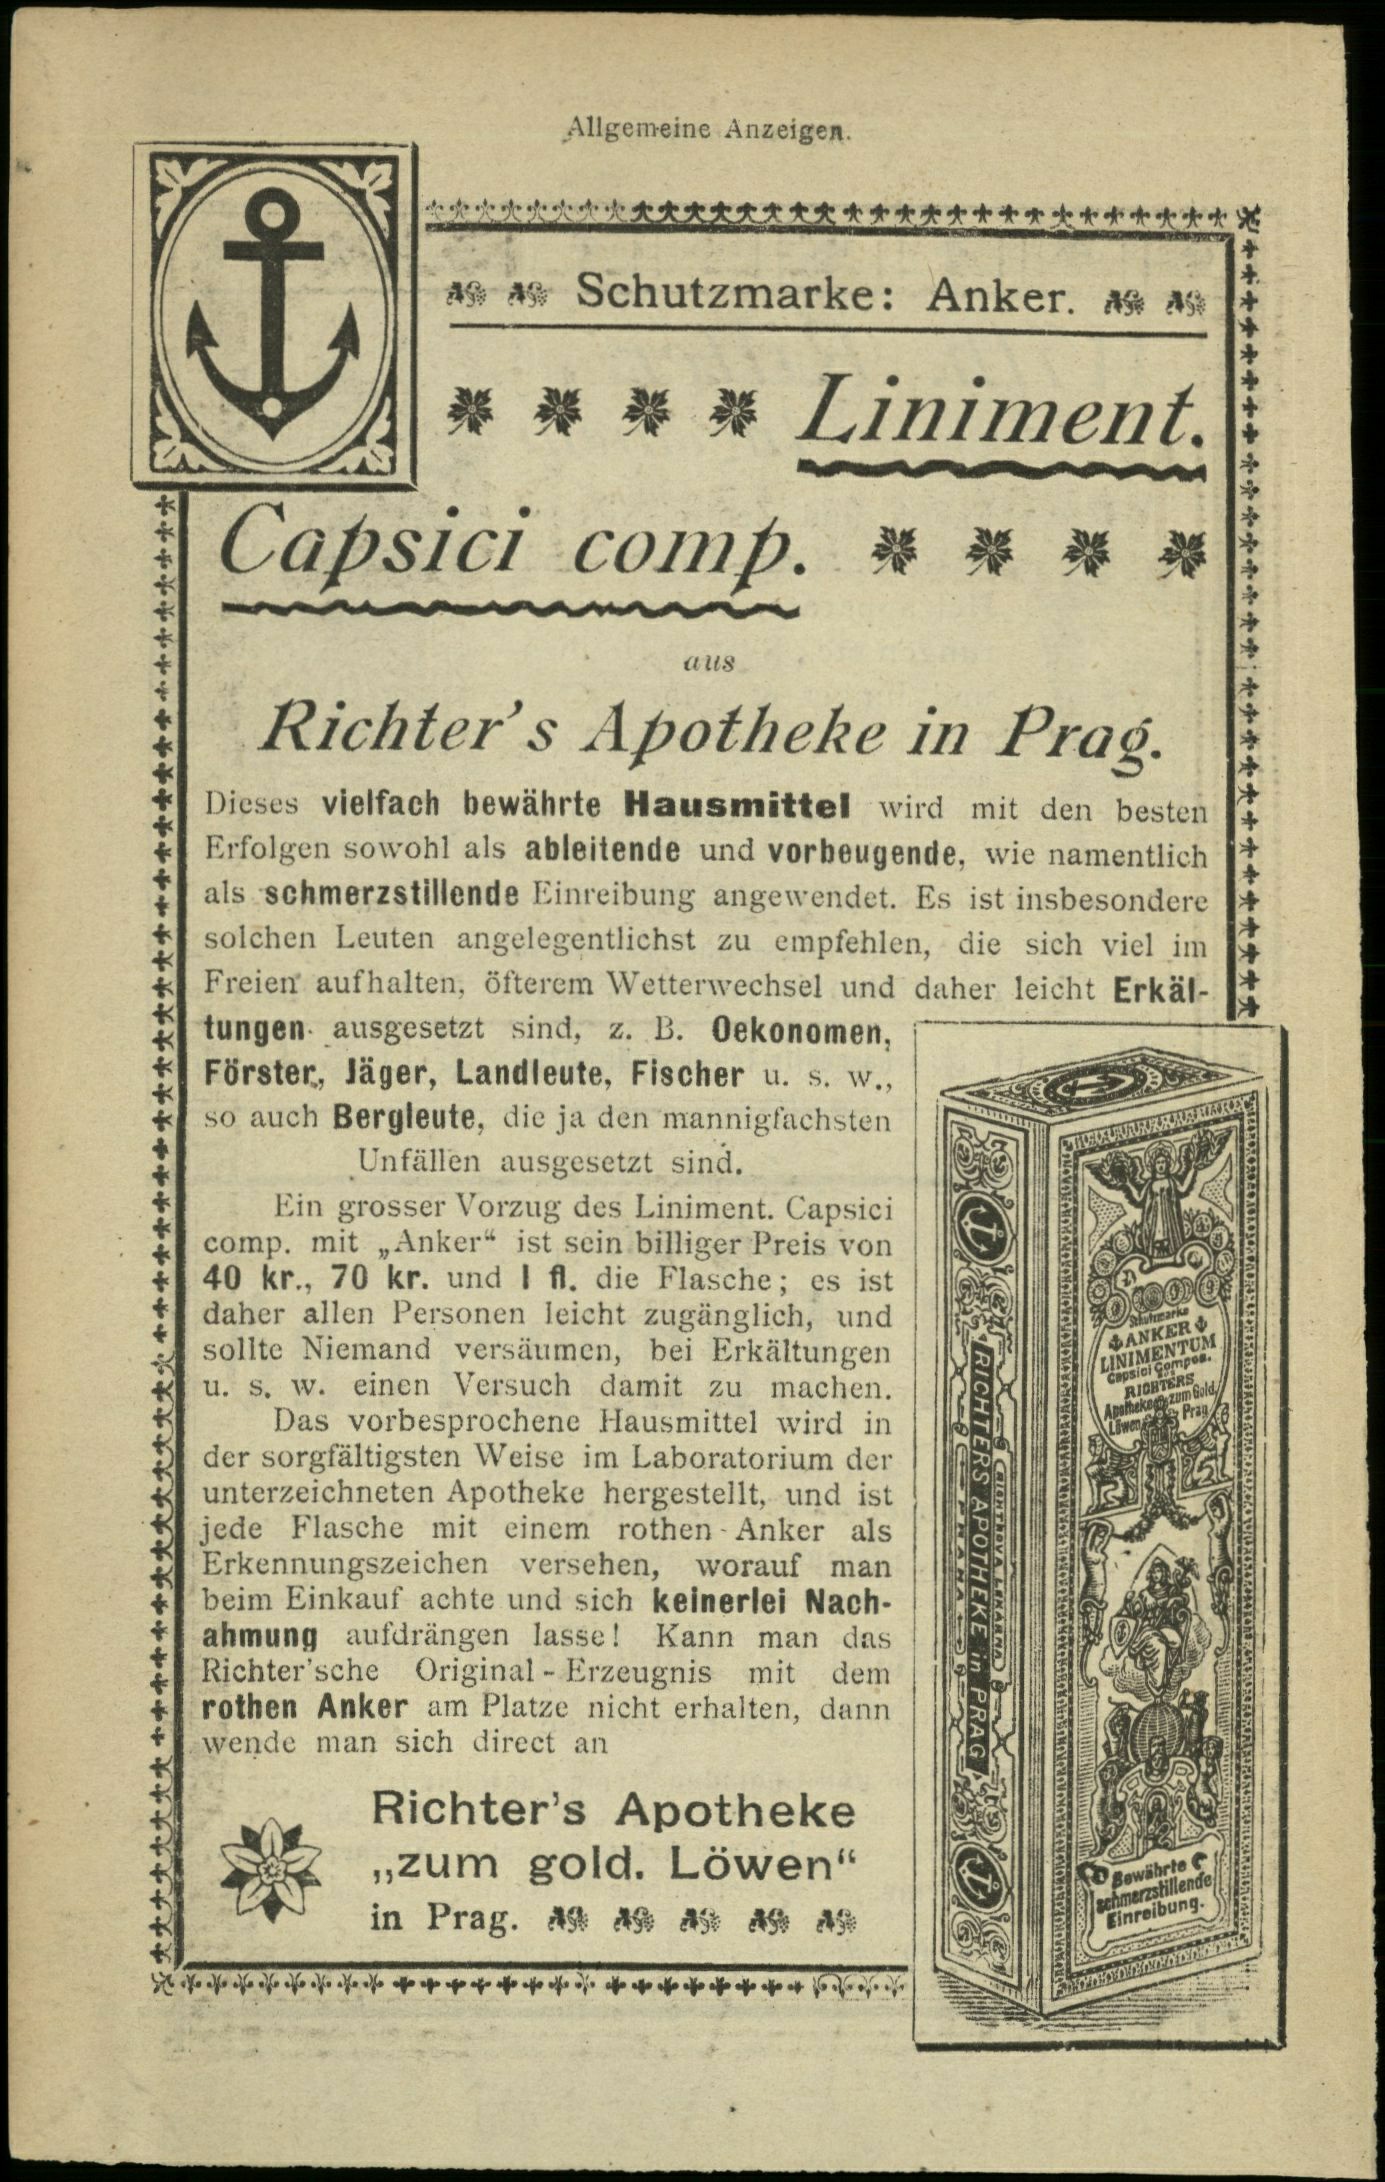 Allgemeine Anzeigen.
Schutzmarke: Anker.
Liniment.
Capsici comp.
aus
Richter's Apotheke in Prag.
Dieses vielfach bewährte Hausmittel wird mit den besten
Erfolgen sowohl als ableitende und vorbeugende, wie namentlich
als schmerzstillende Einreibung angewendet. Es ist insbesondere
solchen Leuten angelegentlichst zu empfehlen, die sich viel im
Freien aufhalten, öfterem Wetterwechsel und daher leicht Erkäl-
tungen ausgesetzt sind, z. B. Oekonomen,
Förster, Jäger, Landleute, Fischer u. s. w.,
so auch Bergleute, die ja den mannigfachsten
Unfällen ausgesetzt sind.
Ein grosser Vorzug des Liniment. Capsici
comp. mit „Anker“ ist sein billiger Preis von
40 kr., 70 kr. und 1 fl. die Flasche; es ist
daher allen Personen leicht zugänglich, und
sollte Niemand versäumen, bei Erkältungen
u. s. w. einen Versuch damit zu machen.
Das vorbesprochene Hausmittel wird in
der sorgfältigsten Weise im Laboratorium der
unterzeichneten Apotheke hergestellt, und ist
jede Flasche mit einem rothen Anker als
Erkennungszeichen versehen, worauf man
beim Einkauf achte und sich keinerlei Nach-
ahmung aufdrängen lasse! Kann man das
Richter'sche Original-Erzeugnis mit dem
rothen Anker am Platze nicht erhalten, dann
wende man sich direct an
Richter's Apotheke
„zum gold. Löwen“
in Prag.
RICHTERS APOTHEKE in PRAG
RICHTROVA LEKARNA
PRAHA
Schutzmarke
ANKER
LINIMENTUM
Capsici Compos.
aus
RICHTERS
Apotheke zum Gold.
Löwen Prag
Bewährte
schmerzstillende
Einreibung.